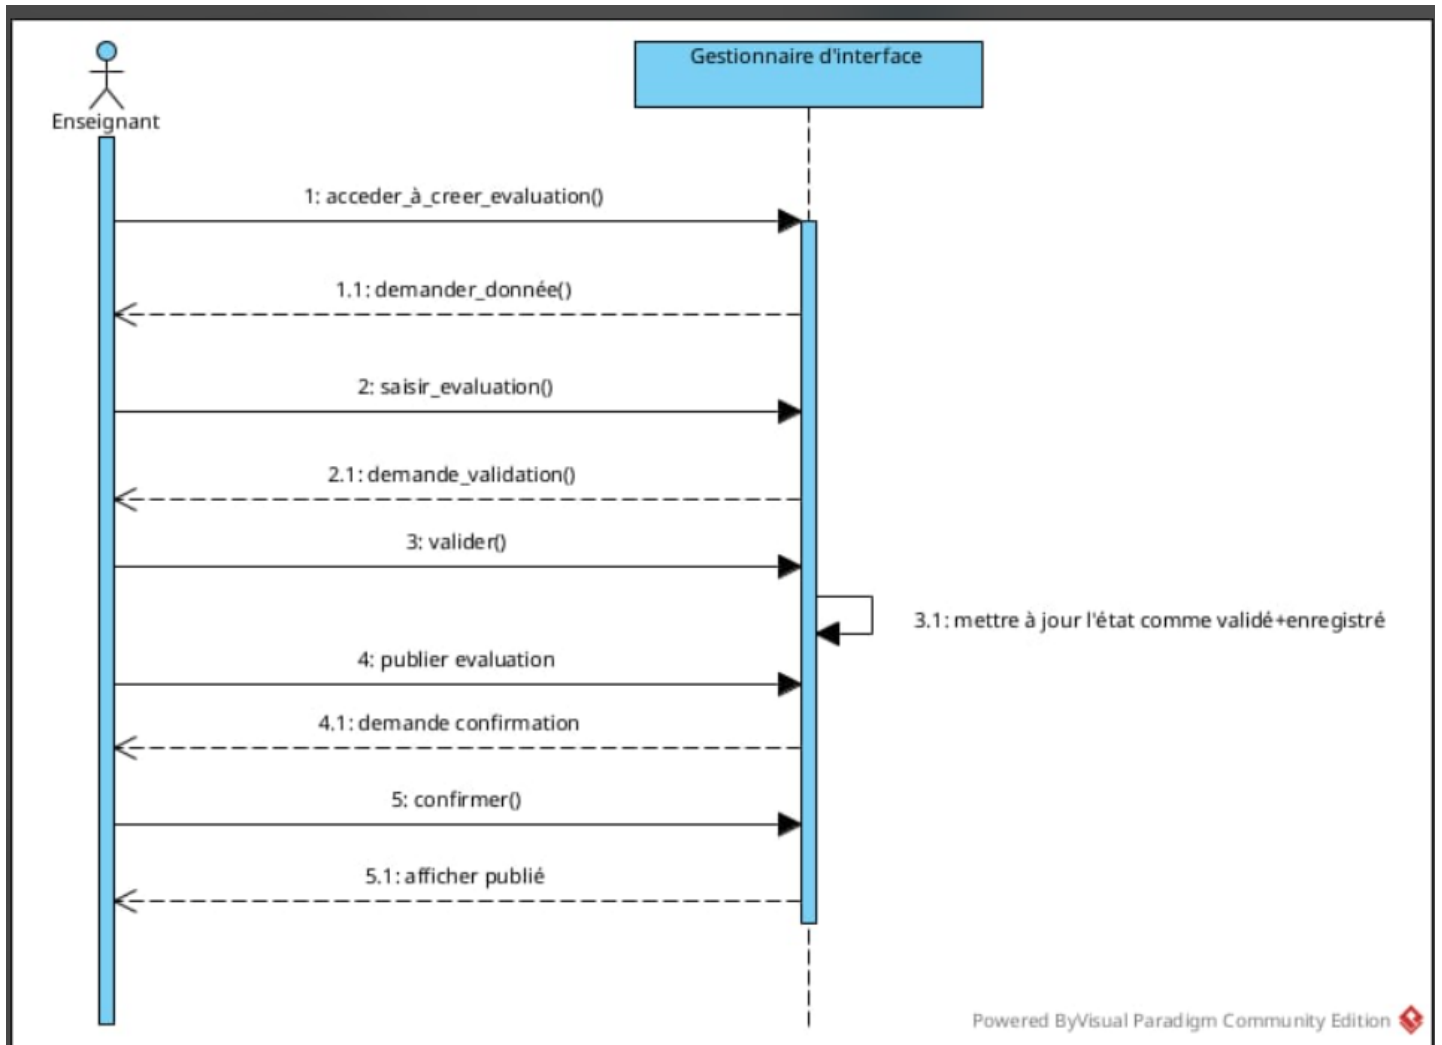 Gestionnaire d'interface
Enseignant
1: acceder_à_creer_evaluation()
1.1: demander_donnée()
2: saisir_evaluation()
2.1: demande_validation()
3: valider()
3.1: mettre à jour l'état comme validé+enregistré
4: publier evaluation
4.1: demande confirmation
5: confirmer()
5.1: afficher publié
Powered ByVisual Paradigm Community Edition